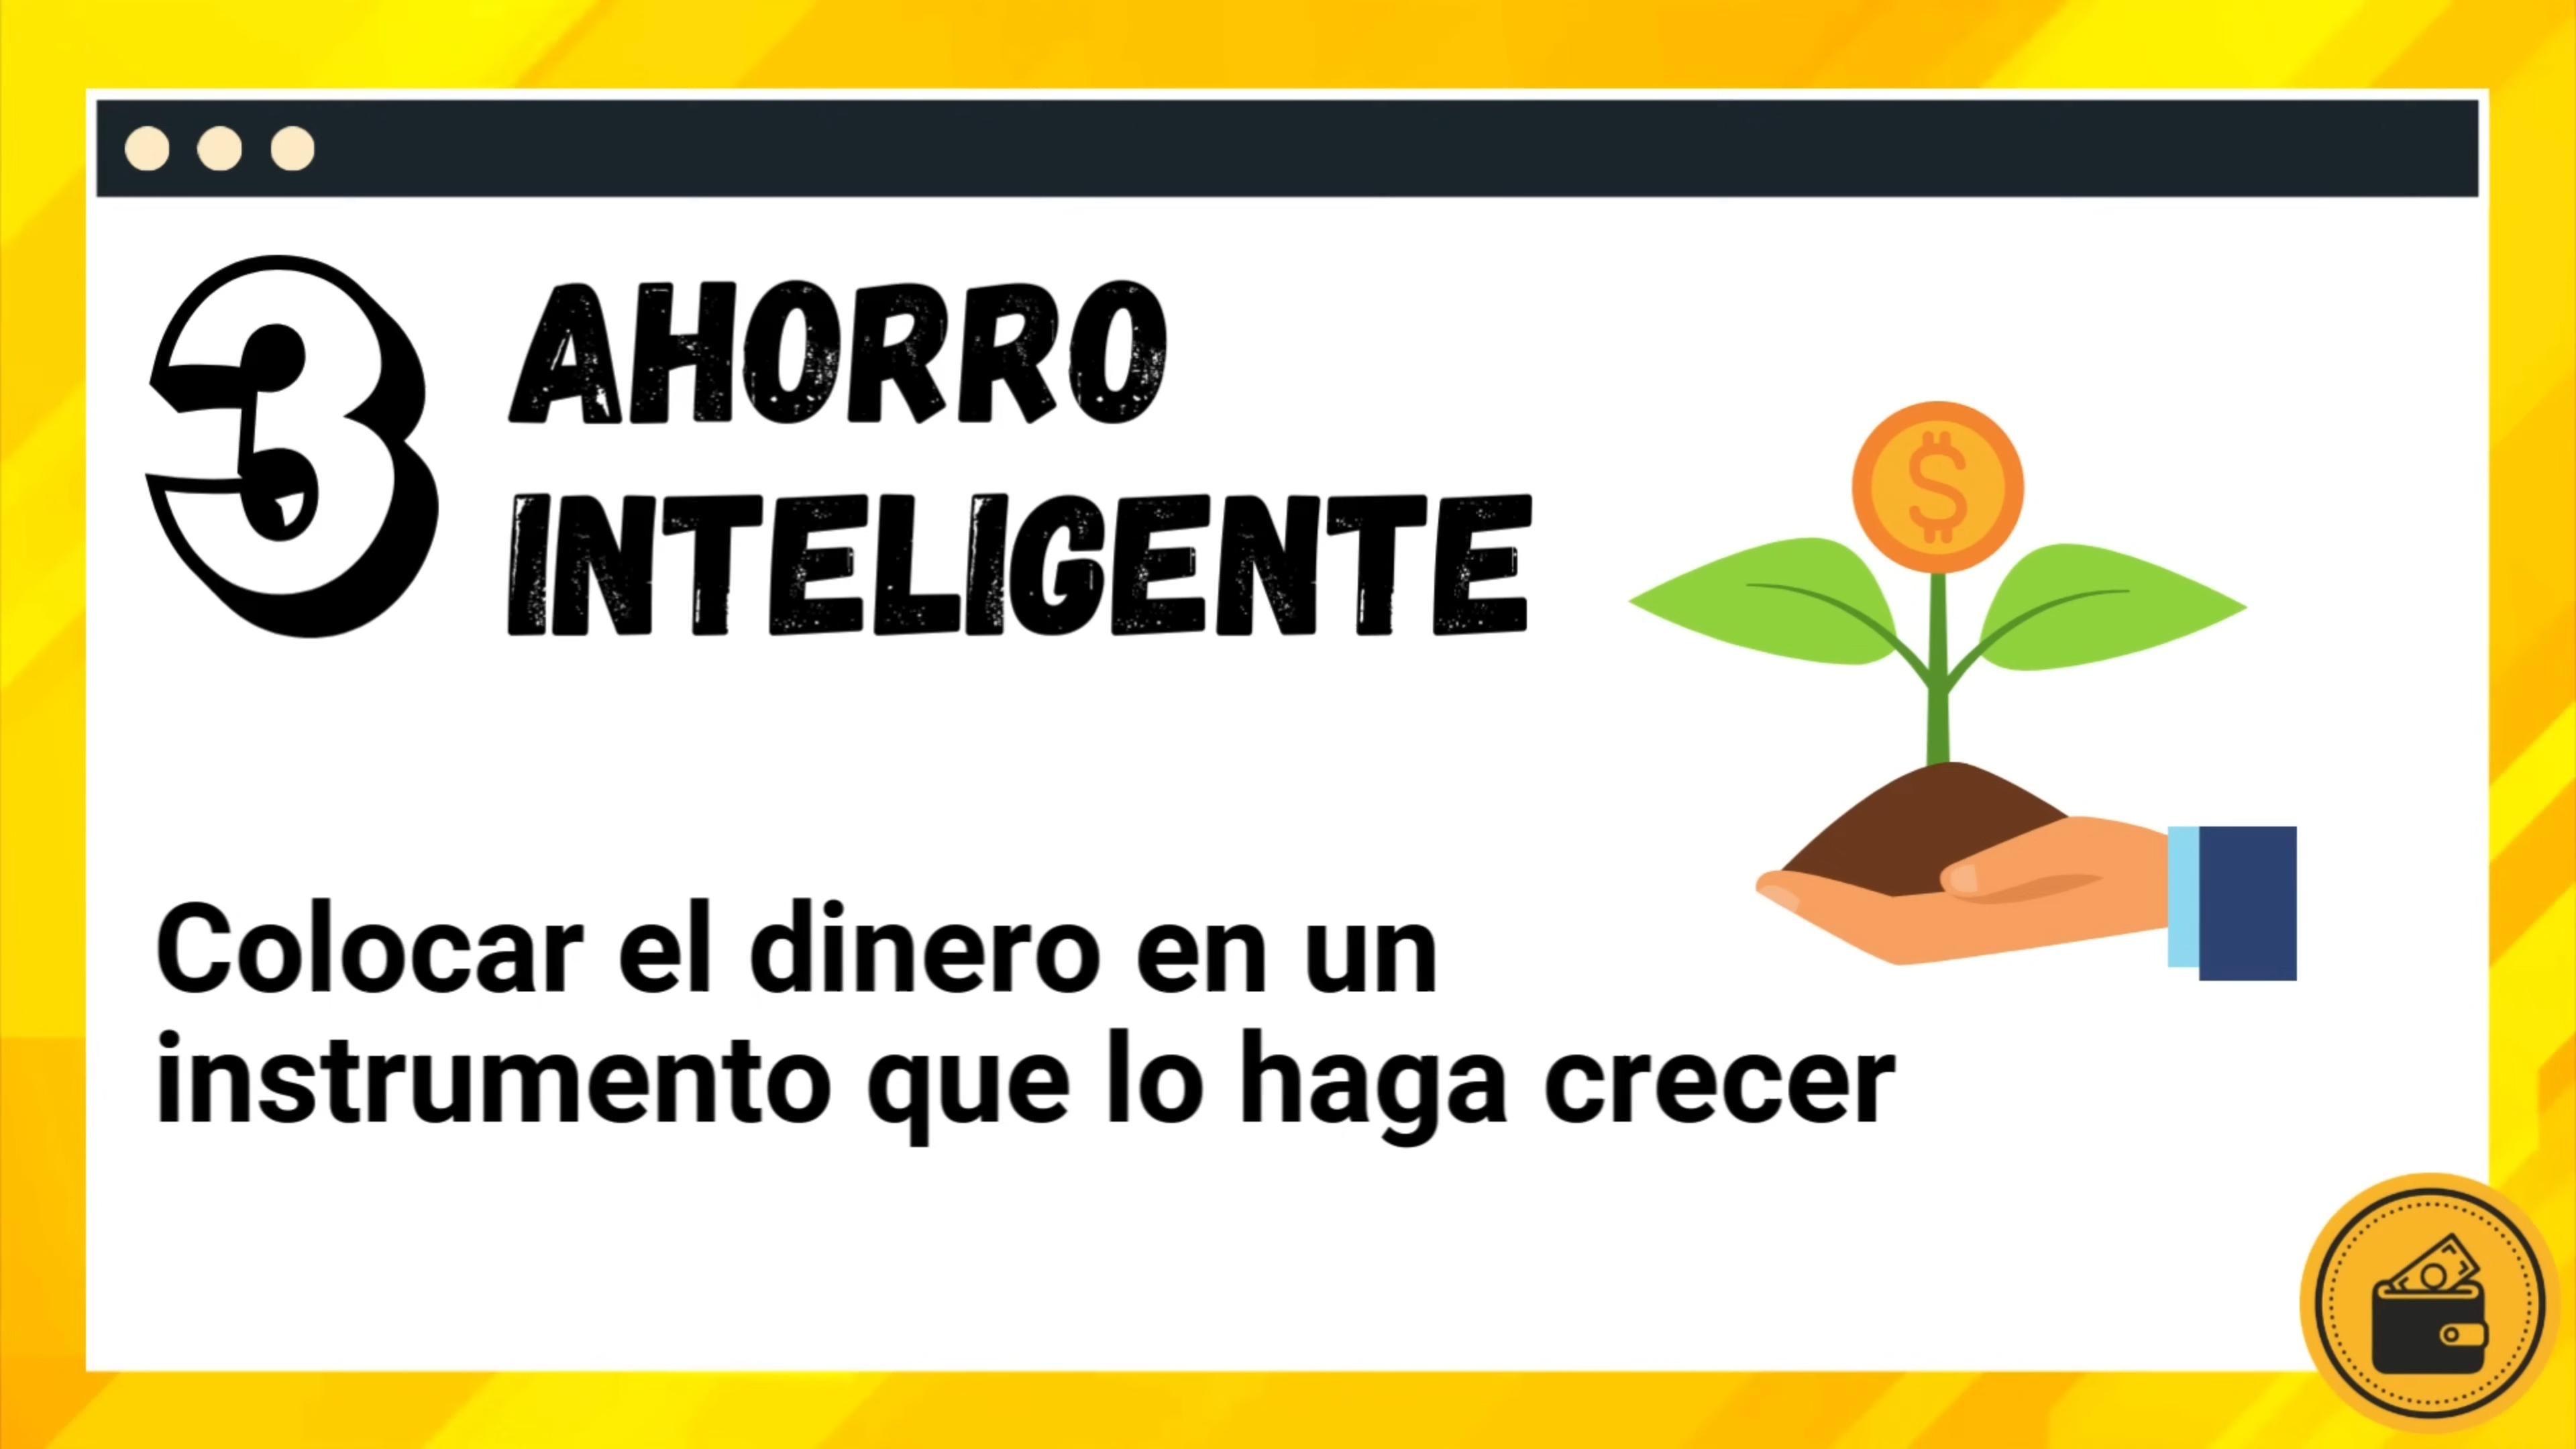 3
AHORRO
INTELIGENTE
$
Colocar el dinero en un
instrumento que lo haga crecer